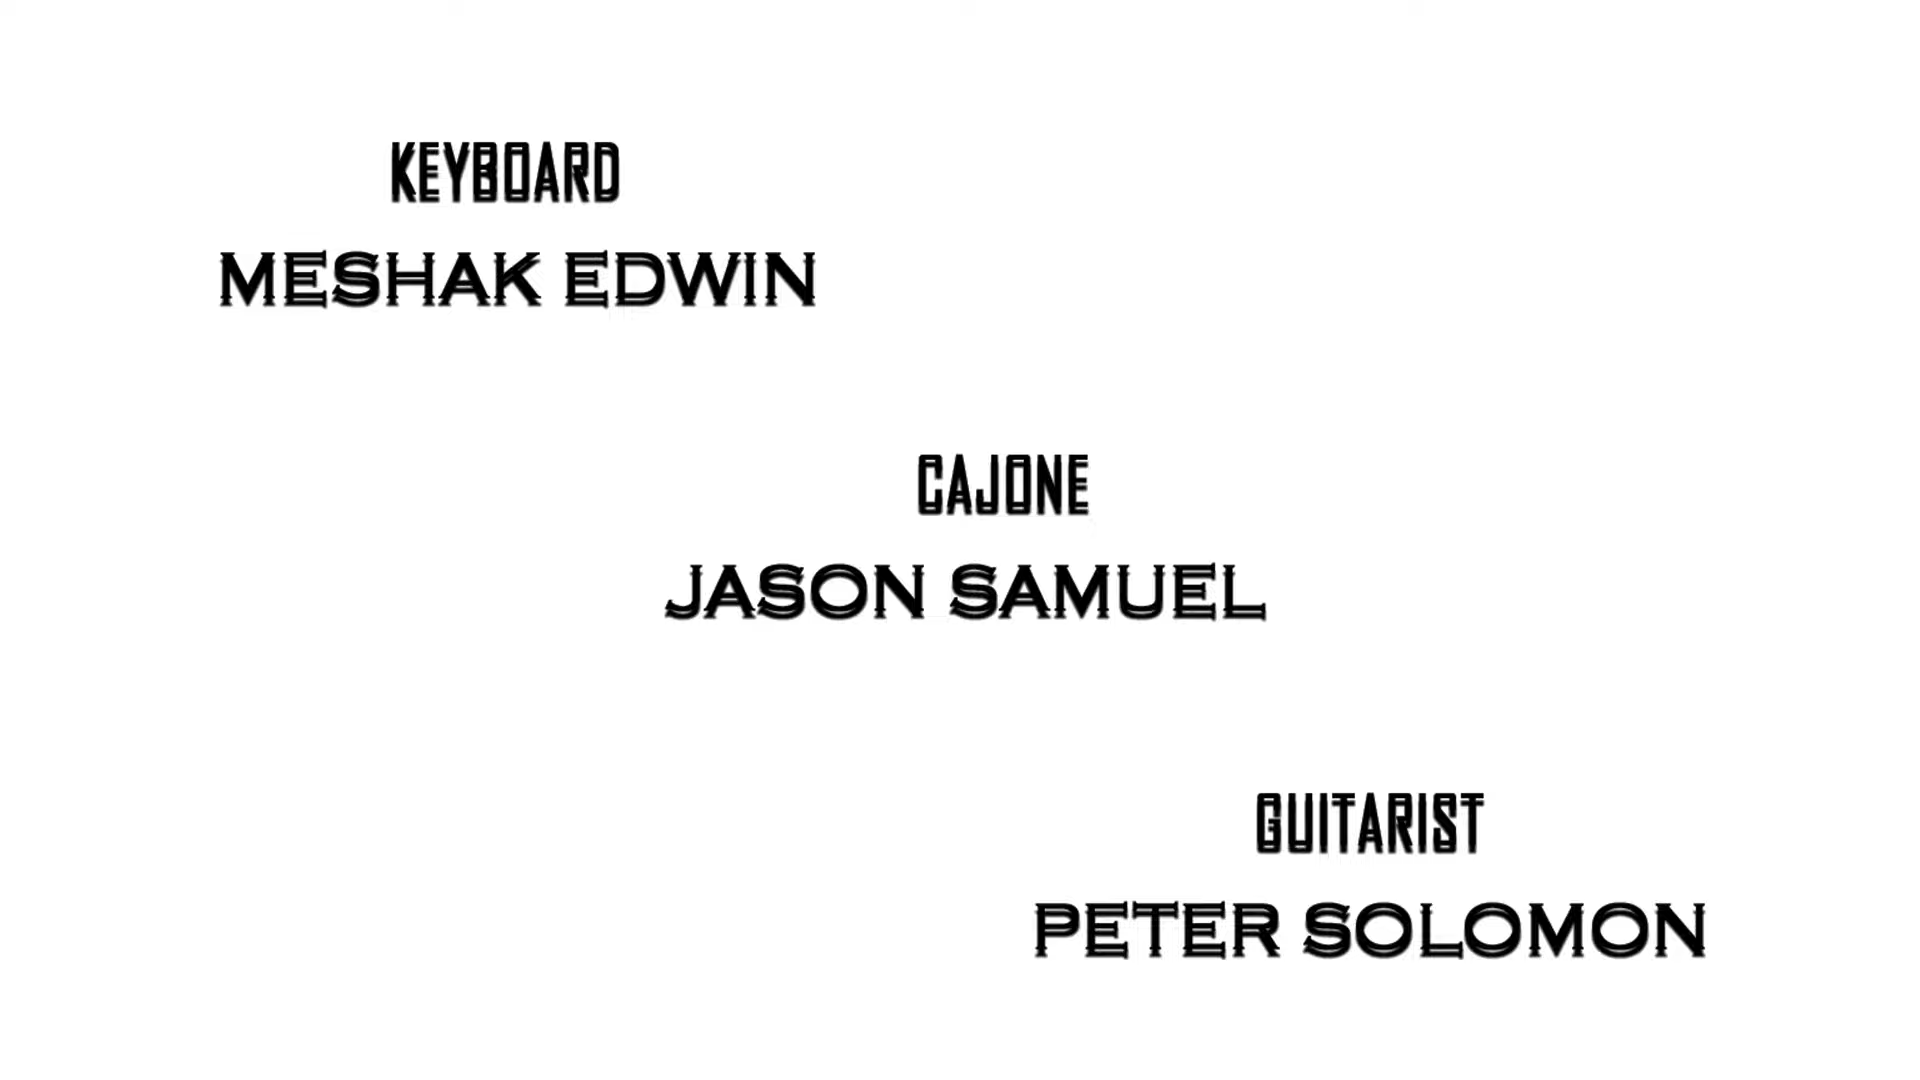 KEYBOARD
MESHAK EDWIN
CAJONE
JASON SAMUEL
GUITARIST
PETER SOLOMON